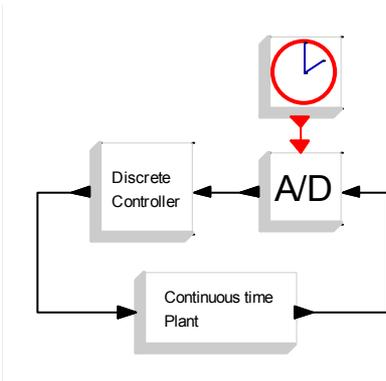 Discrete
Controller
A/D
Continuous time
Plant